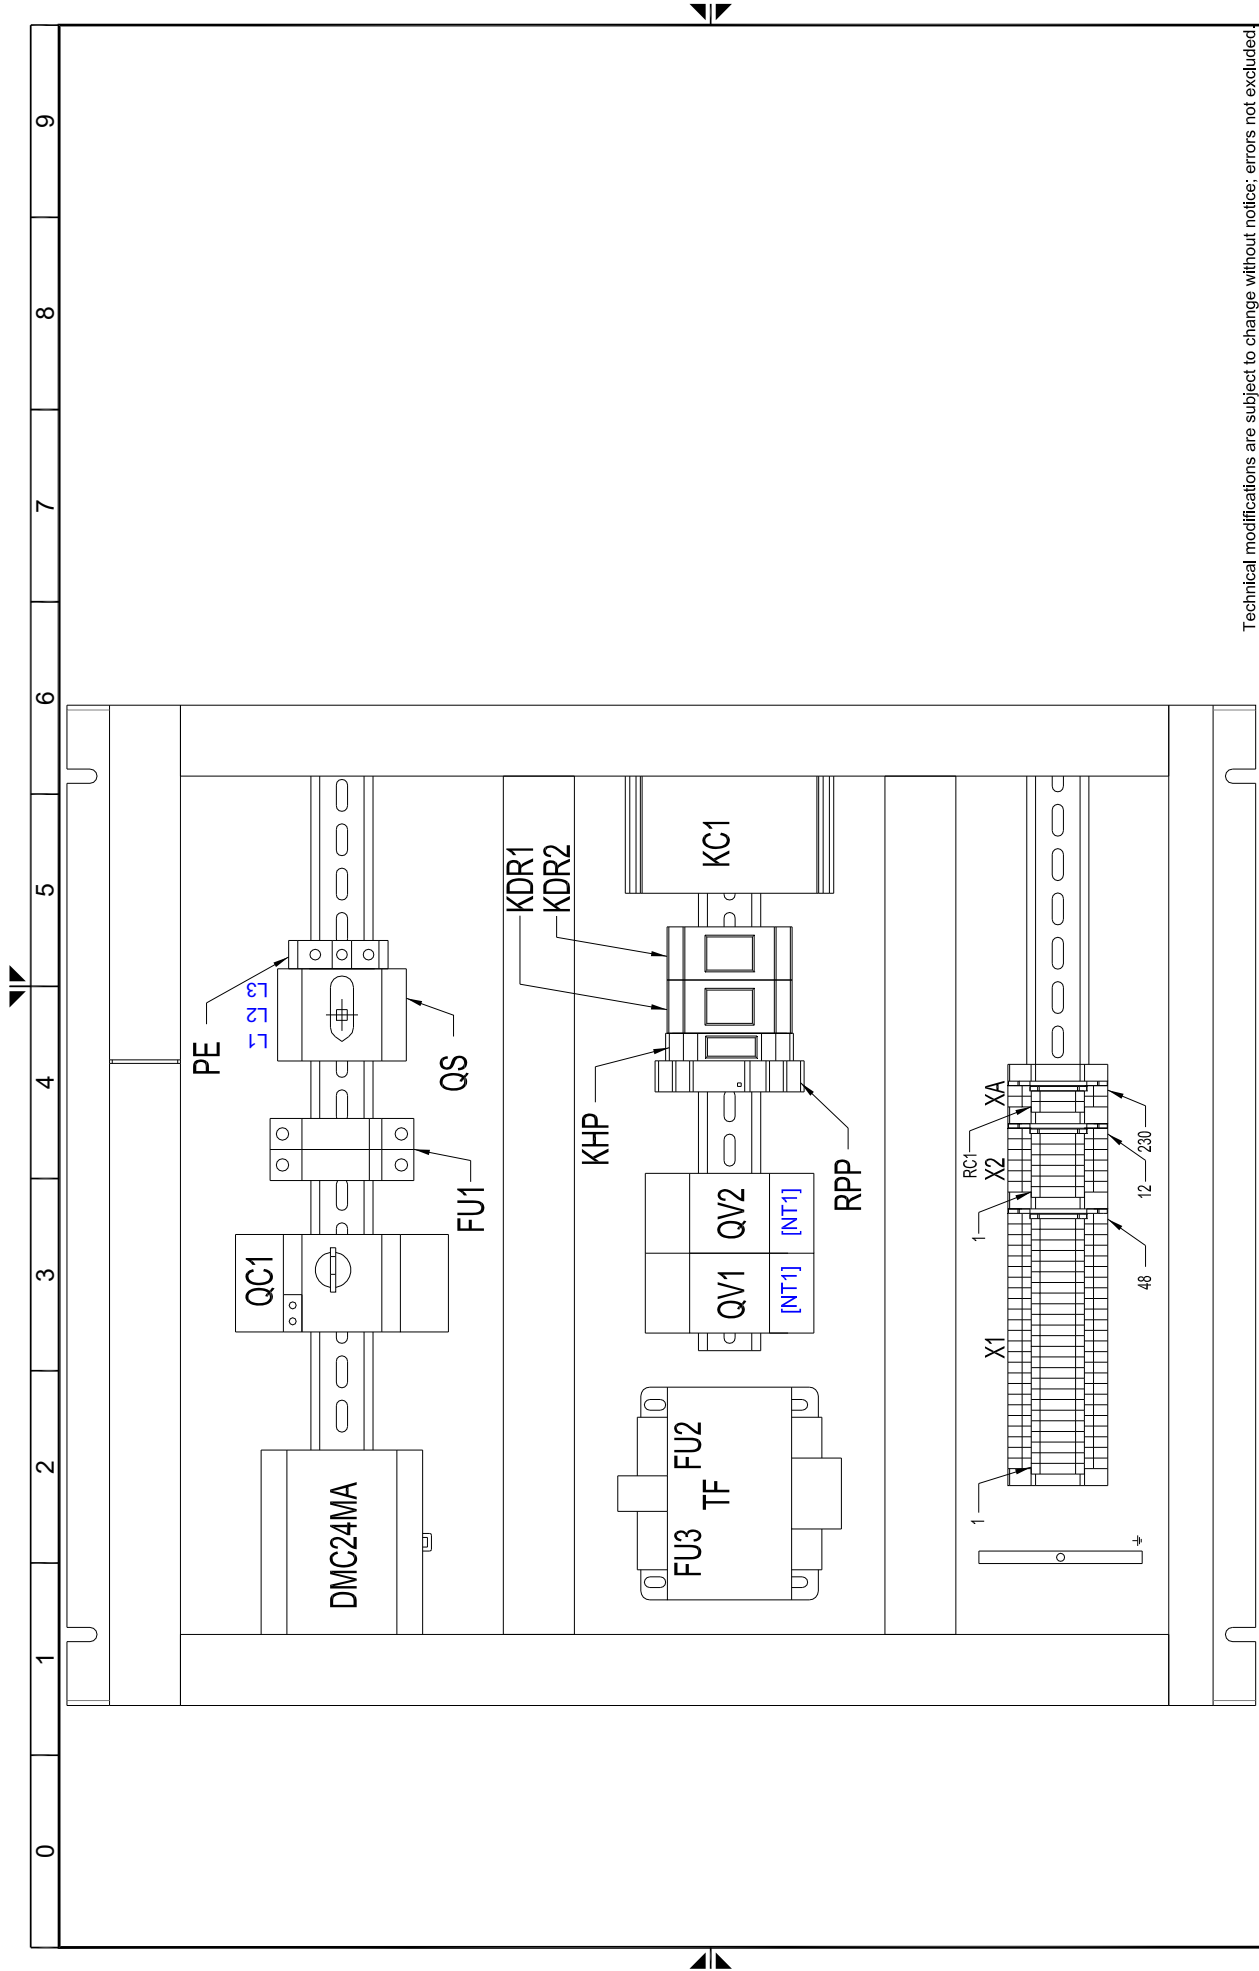 0 1 2 3 4 5 6 7 8 9
PE
L1 L2 L3
DMC24MA
QC1
FU1
QS
KDR1
KDR2
KHP
FU3 FU2
TF
QV1 QV2
KC1
[NT1] [NT1]
RPP
RC1
1 1
X1 X2 XA
48 12 230
Technical modifications are subject to change without notice; errors not excluded.